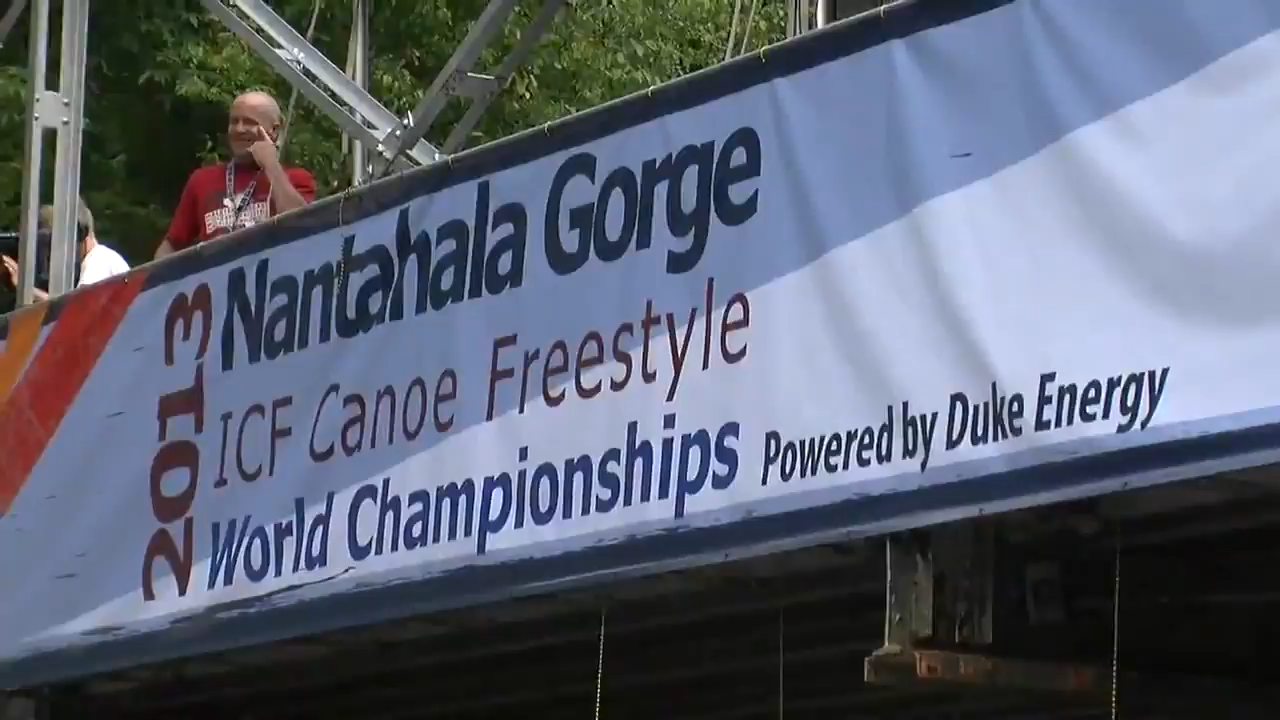 2013
Nantahala Gorge
ICF Canoe Freestyle
World Championships
Powered by Duke Energy